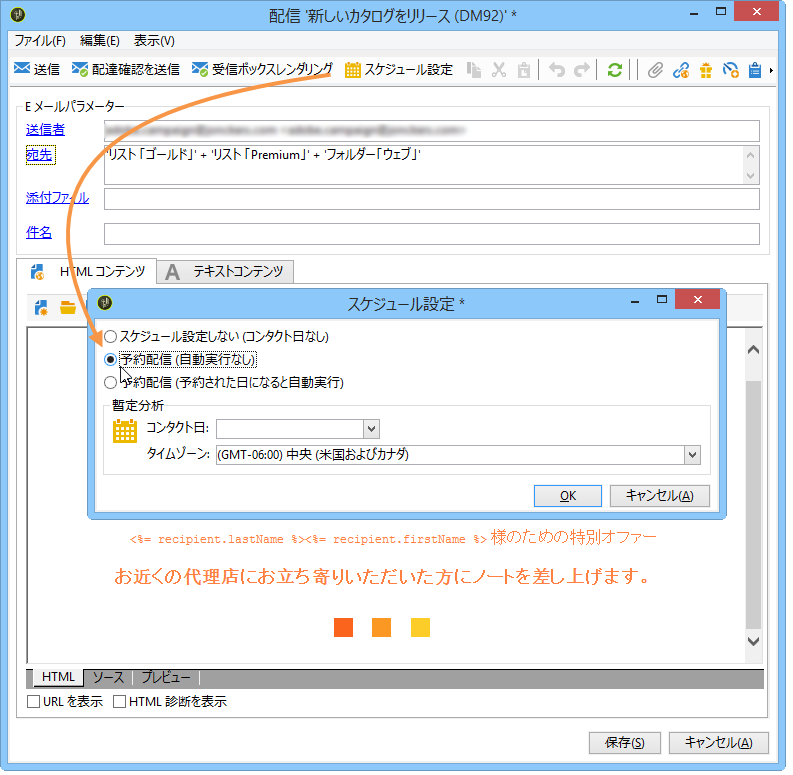 配信 '新しいカタログをリリース (DM92)' *
ファイル(F) 編集(E) 表示(V)
送信 配達確認を送信 受信ボックスレンダリング スケジュール設定
E メールパラメーター
送信者
宛先 'リスト「ゴールド」' + 'リスト「Premium」' + 'フォルダー「ウェブ」'
添付ファイル
件名
HTML コンテンツ A テキストコンテンツ
スケジュール設定 *
スケジュール設定しない (コンタクト日なし)
予約配信 (自動実行なし)
予約配信 (予約された日になると自動実行)
暫定分析
コンタクト日:
タイムゾーン: (GMT-06:00) 中央 (米国およびカナダ)
OK キャンセル(A)
<%= recipient.lastName %><%= recipient.firstName %> 様のための特別オファー
お近くの代理店にお立ち寄りいただいた方にノートを差し上げます。
HTML ソース プレビュー
URL を表示 HTML 診断を表示
保存(S) キャンセル(A)